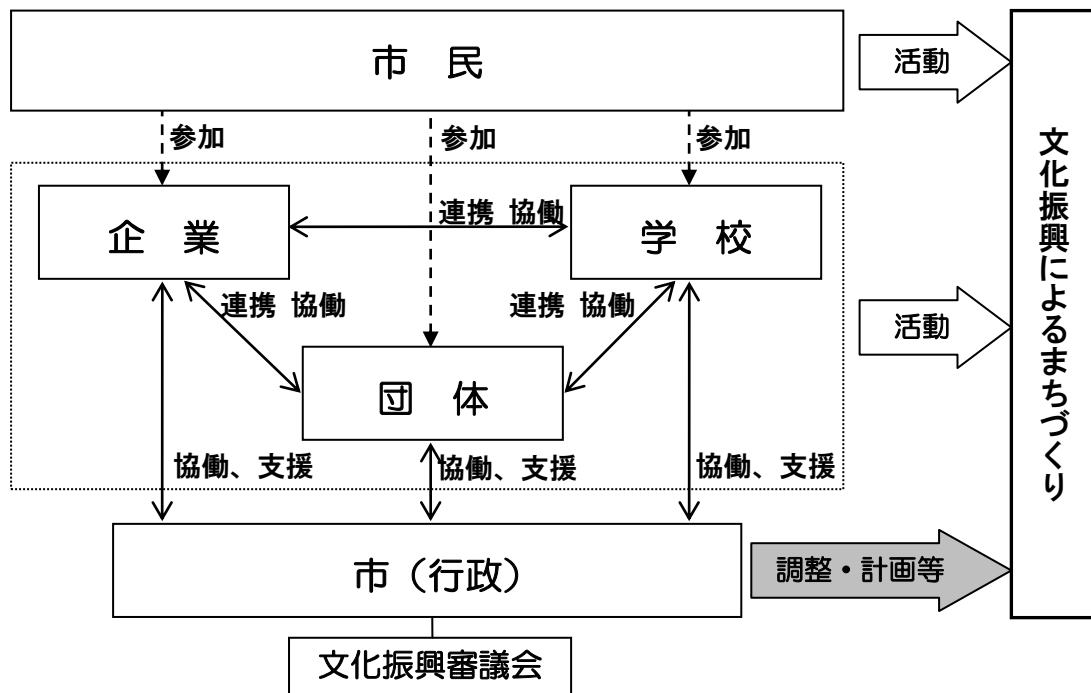 市　民
活動
参加
参加
参加
企　業
連携 協働
学　校
連携 協働
連携 協働
活動
団　体
協働、支援
協働、支援
協働、支援
市（行政）
調整・計画等
文化振興審議会
文化振興によるまちづくり